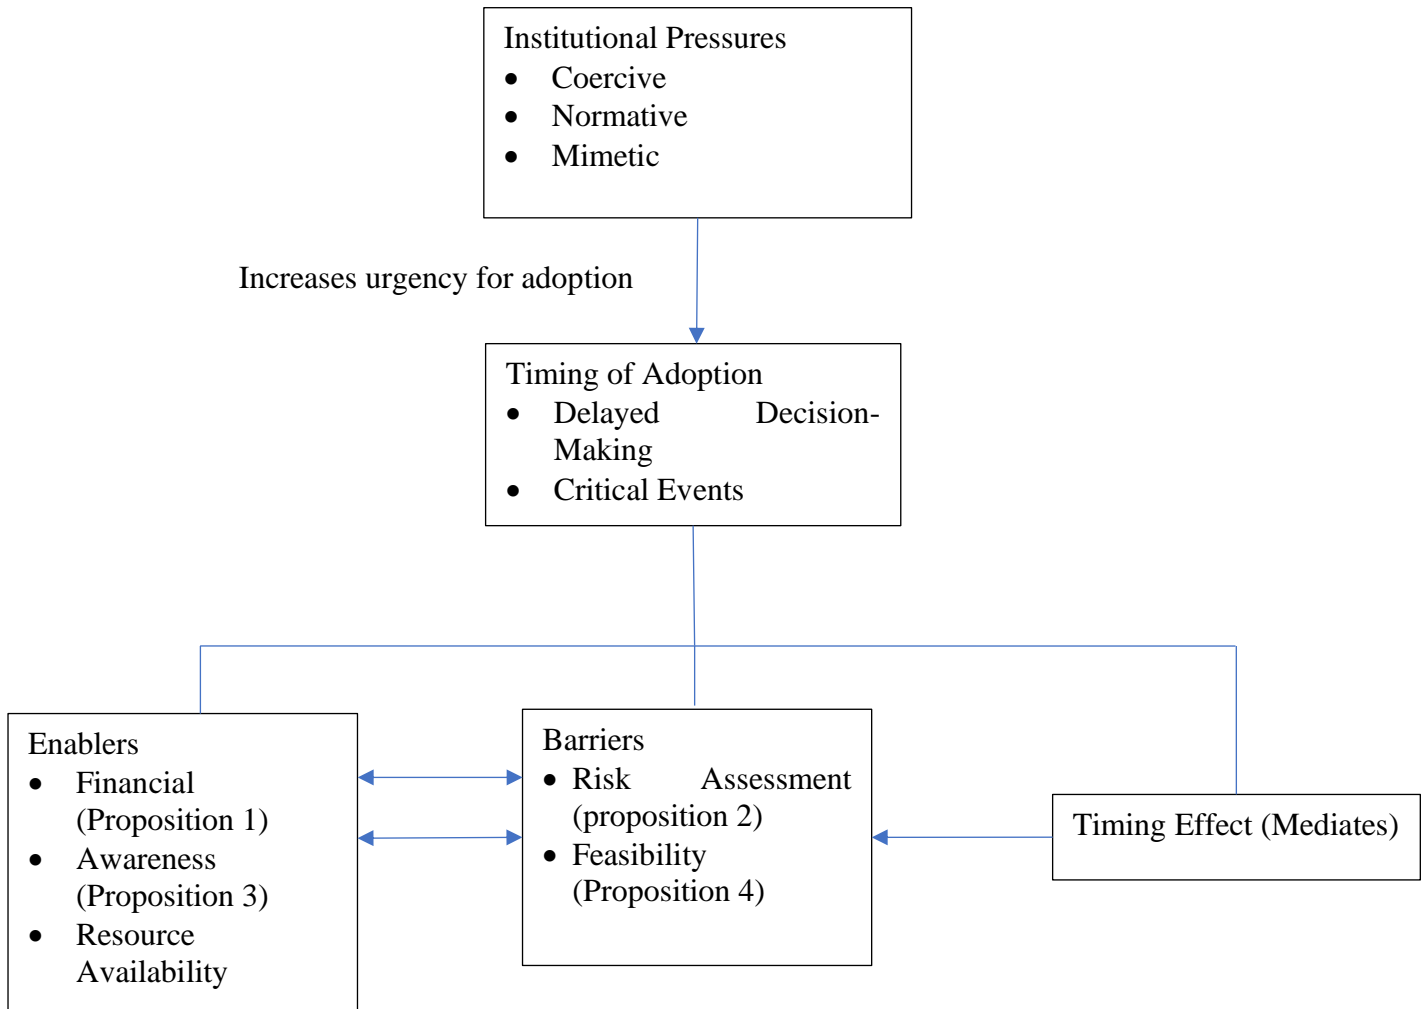 Institutional Pressures
• Coercive
• Normative
• Mimetic
Increases urgency for adoption
Timing of Adoption
• Delayed Decision-
Making
• Critical Events
Enablers
• Financial
(Proposition 1)
• Awareness
(Proposition 3)
• Resource
Availability
Barriers
• Risk Assessment
(proposition 2)
• Feasibility
(Proposition 4)
Timing Effect (Mediates)